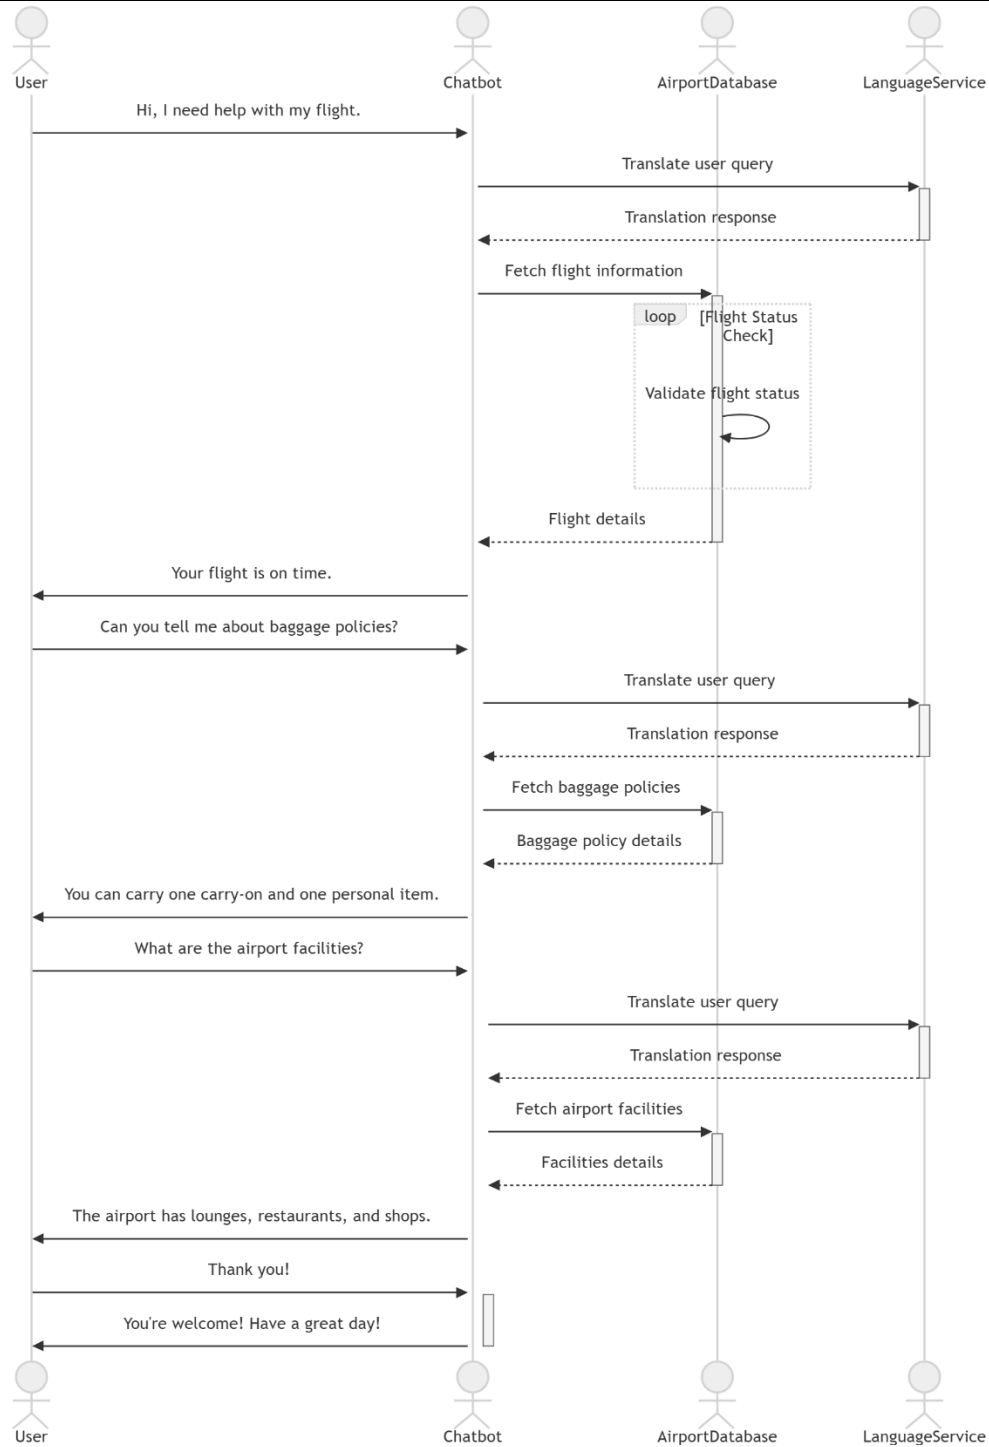 User
Chatbot
AirportDatabase
LanguageService
Hi, I need help with my flight.
Translate user query
Translation response
Fetch flight information
loop
[Flight Status
Check]
Validate flight status
Flight details
Your flight is on time.
Can you tell me about baggage policies?
Translate user query
Translation response
Fetch baggage policies
Baggage policy details
You can carry one carry-on and one personal item.
What are the airport facilities?
Translate user query
Translation response
Fetch airport facilities
Facilities details
The airport has lounges, restaurants, and shops.
Thank you!
You're welcome! Have a great day!
User
Chatbot
AirportDatabase
LanguageService